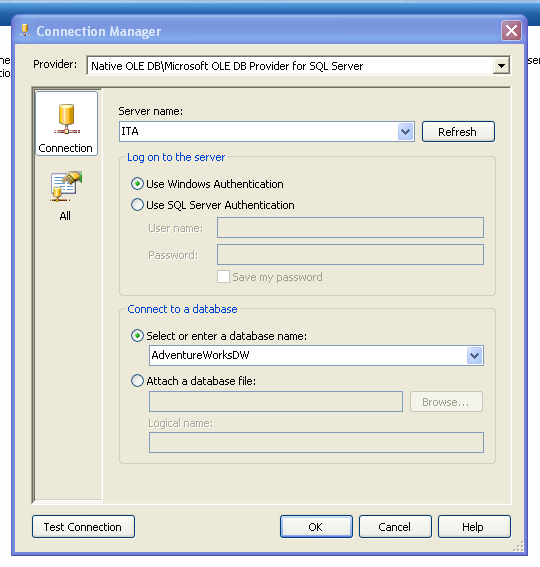 Connection Manager
Provider: Native OLE DB\Microsoft OLE DB Provider for SQL Server
Connection
All
Server name:
ITA Refresh
Log on to the server
Use Windows Authentication
Use SQL Server Authentication
User name:
Password:
Save my password
Connect to a database
Select or enter a database name:
AdventureWorksDW
Attach a database file:
Browse...
Logical name:
Test Connection OK Cancel Help